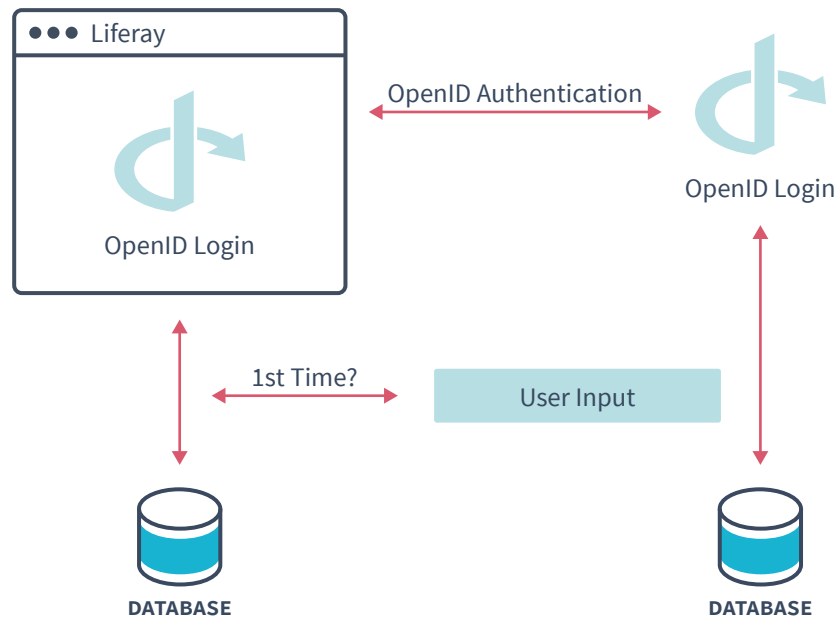 Liferay
OpenID Authentication
OpenID Login
OpenID Login
1st Time?
User Input
DATABASE
DATABASE